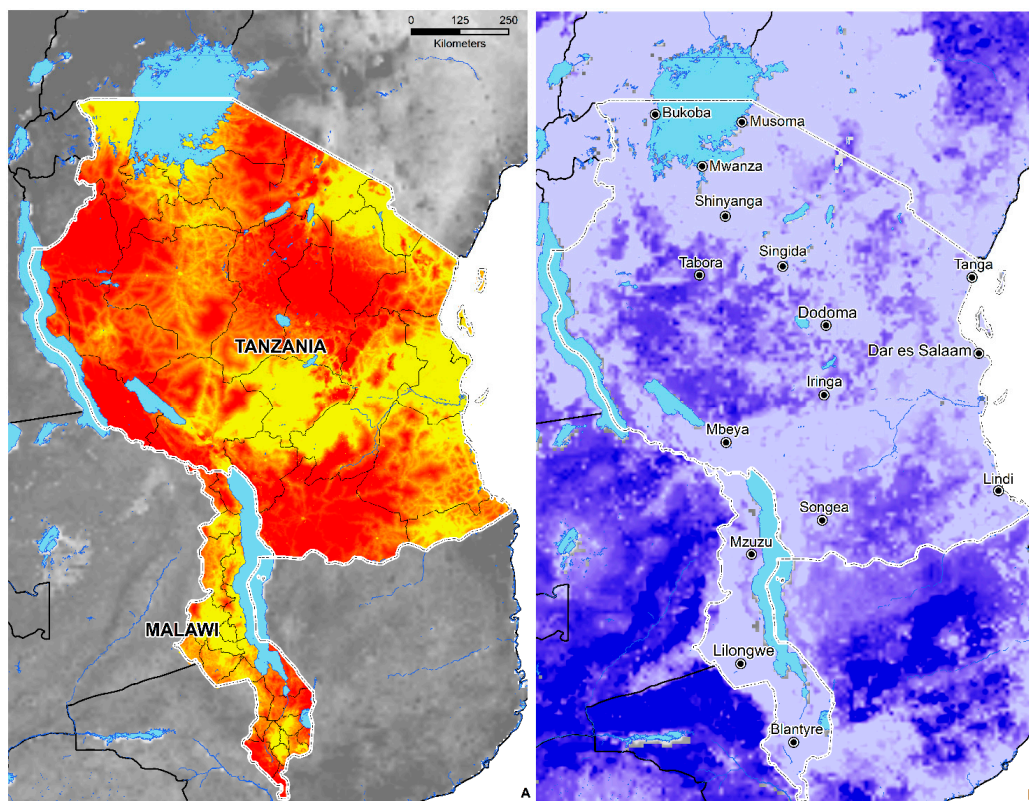 0 125 250
Kilometers
TANZANIA
MALAWI
A
Bukoba
Musoma
Mwanza
Shinyanga
Singida
Tabora
Tanga
Dodoma
Dar es Salaam
Iringa
Mbeya
Lindi
Songea
Mzuzu
Lilongwe
Blantyre